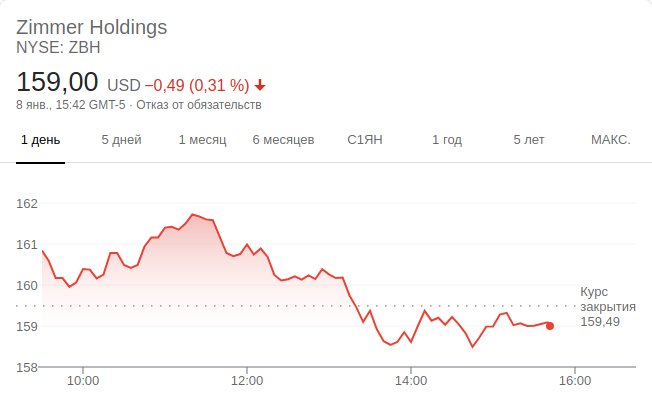 Zimmer Holdings
NYSE: ZBH
159,00 USD −0,49 (0,31 %)
8 янв., 15:42 GMT-5 · Отказ от обязательств
1 день 5 дней 1 месяц 6 месяцев С1ЯН 1 год 5 лет МАКС.
162
161
160
159
158
Курс
закрытия
159,49
10:00 12:00 14:00 16:00